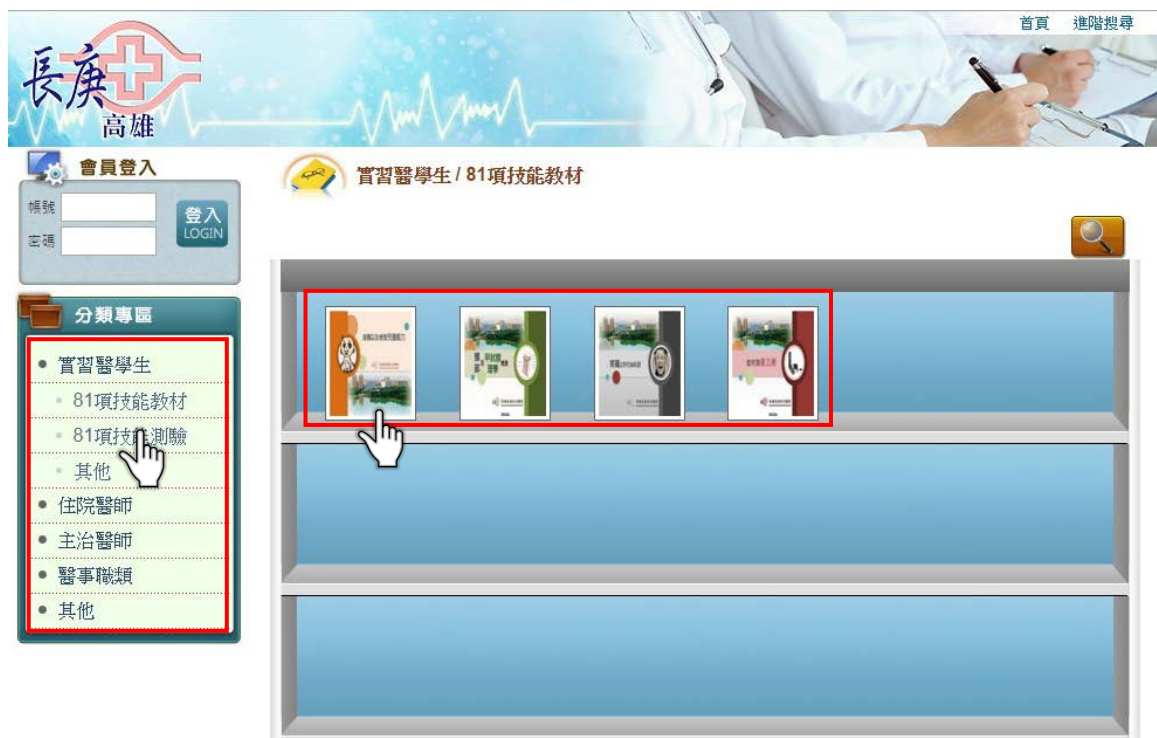 首頁 進階搜尋
長庚
高雄
會員登入
帳號
密碼
登入
LOGIN
實習醫學生 / 81項技能教材
分類專區
實習醫學生
81項技能教材
81項技能測驗
其他
住院醫師
主治醫師
醫事職類
其他